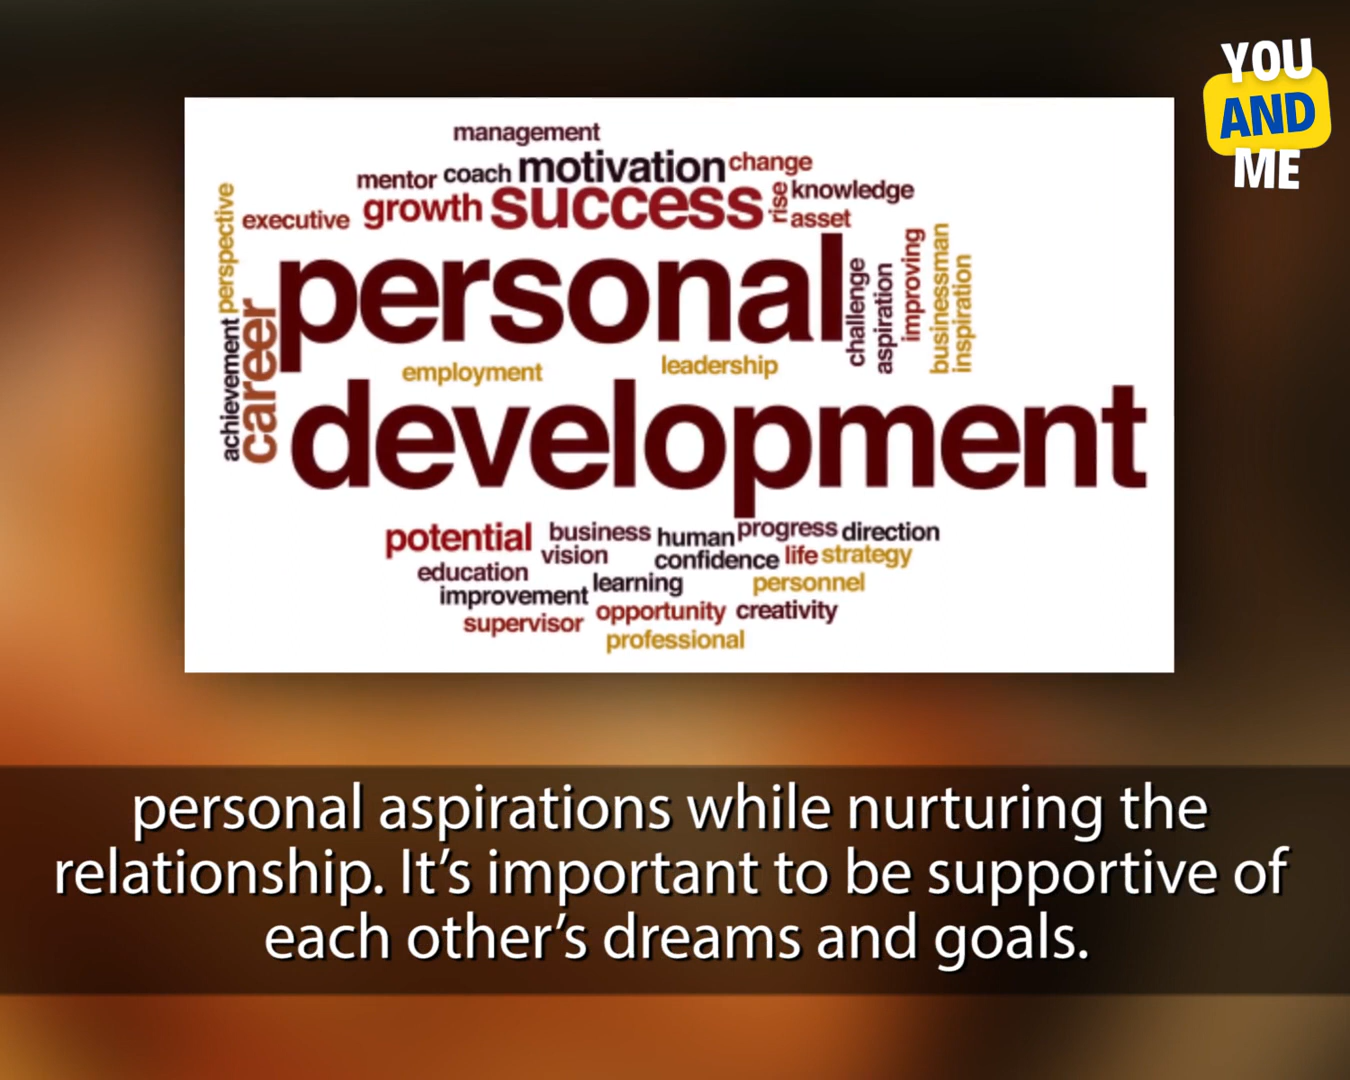 YOU
AND
ME
management
mentor coach motivation change
executive growth success rise knowledge
asset
perspective
achievement
career
personal
challenge
aspiration
improving
businessman
inspiration
employment leadership
development
potential business human progress direction
vision confidence life strategy
education learning personnel
improvement opportunity creativity
supervisor
professional
personal aspirations while nurturing the
relationship. It’s important to be supportive of
each other’s dreams and goals.